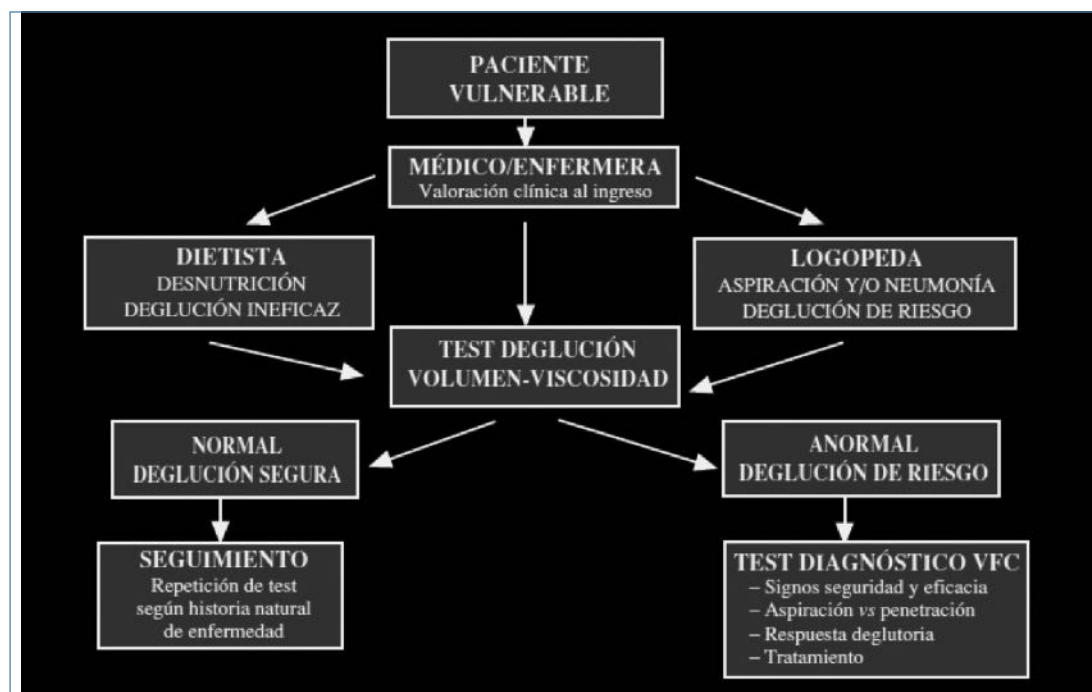 PACIENTE
VULNERABLE
MÉDICO/ENFERMERA
Valoración clínica al ingreso
DIETISTA
DESNUTRICIÓN
DEGLUCIÓN INEFICAZ
LOGOPEDA
ASPIRACIÓN Y/O NEUMONÍA
DEGLUCIÓN DE RIESGO
TEST DEGLUCIÓN
VOLUMEN-VISCOSIDAD
NORMAL
DEGLUCIÓN SEGURA
ANORMAL
DEGLUCIÓN DE RIESGO
SEGUIMIENTO
Repetición de test
según historia natural
de enfermedad
TEST DIAGNÓSTICO VFC
– Signos seguridad y eficacia
– Aspiración vs penetración
– Respuesta deglutoria
– Tratamiento